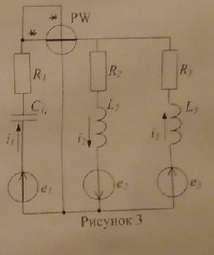 * PW
*
R₁ R₂ R₃
C₁ L₂ L₃
i₁ i₂ i₃
e₁ e₂ e₃
Рисунок 3